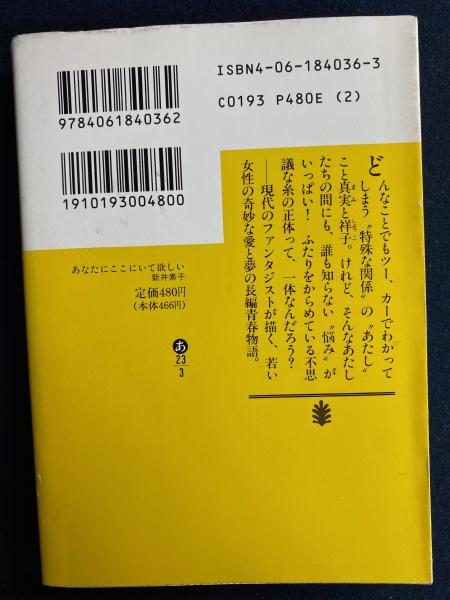 ISBN4-06-184036-3
C0193 P480E (2)
9784061840362
1910193004800
あなたにここにいて欲しい
新井素子
定価480円
(本体466円)
あ
23
3
どんなことでもツー、カーでわかって
しまう〝特殊な関係〟の〝あたし〟
こと真実と祥子。けれど、そんなあたし
たちの間にも、誰も知らない〝悩み〟が
いっぱい! ふたりをからめている不思
議な糸の正体って、一体なんだろう?
――現代のファンタジストが描く、若い
女性の奇妙な愛と夢の長編青春物語。